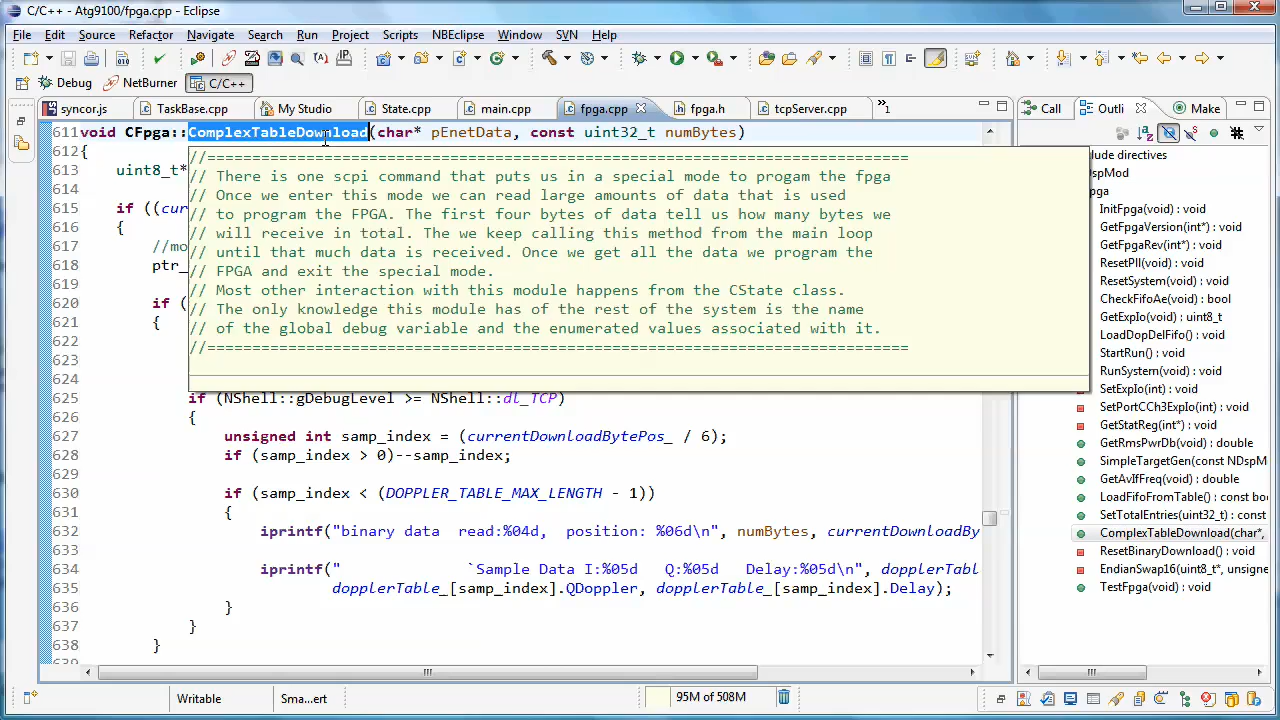 C/C++ - Atg9100/fpga.cpp - Eclipse
File Edit Source Refactor Navigate Search Run Project Scripts NBEclipse Window SVN Help
Debug NetBurner C/C++
syncor.js TaskBase.cpp My Studio State.cpp main.cpp fpga.cpp fpga.h tcpServer.cpp »1 Call Outli Make
611 void CFpga::ComplexTableDownload(char* pEnetData, const uint32_t numBytes)
612 {
613 uint8_t*
615 if ((cur
616 {
617 //mo
618 ptr_
620 if (
621 {
622
623
624
//================================================================================
// There is one scpi command that puts us in a special mode to progam the fpga
// Once we enter this mode we can read large amounts of data that is used
// to program the FPGA. The first four bytes of data tell us how many bytes we
// will receive in total. The we keep calling this method from the main loop
// until that much data is received. Once we get all the data we program the
// FPGA and exit the special mode.
// Most other interaction with this module happens from the CState class.
// The only knowledge this module has of the rest of the system is the name
// of the global debug variable and the enumerated values associated with it.
//================================================================================
625 if (NShell::gDebugLevel >= NShell::dl_TCP)
626 {
627 unsigned int samp_index = (currentDownloadBytePos_ / 6);
628 if (samp_index > 0)--samp_index;
629
630 if (samp_index < (DOPPLER_TABLE_MAX_LENGTH - 1))
631 {
632 iprintf("binary data  read:%04d,  position: %06d\n", numBytes, currentDownloadBy
633
634 iprintf("              `Sample Data I:%05d   Q:%05d   Delay:%05d\n", dopplerTabl
635 dopplerTable_[samp_index].QDoppler, dopplerTable_[samp_index].Delay);
636 }
637 }
638 }
639
clude directives
DspMod
pga
InitFpga(void) : void
GetFpgaVersion(int*) : void
GetFpgaRev(int*) : void
ResetPll(void) : void
ResetSystem(void) : void
CheckFifoAe(void) : bool
GetExpIo(void) : uint8_t
LoadDopDelFifo() : void
StartRun() : void
RunSystem(void) : void
SetExpIo(int) : void
SetPortCCh3ExpIo(int) : void
GetStatReg(int*) : void
GetRmsPwrDb(void) : double
SimpleTargetGen(const NDspM
GetAvIfFreq(void) : double
LoadFifoFromTable() : const boo
SetTotalEntries(uint32_t) : const
ComplexTableDownload(char*,
ResetBinaryDownload() : void
EndianSwap16(uint8_t*, unsigne
TestFpga(void) : void
Writable Sma...ert 95M of 508M